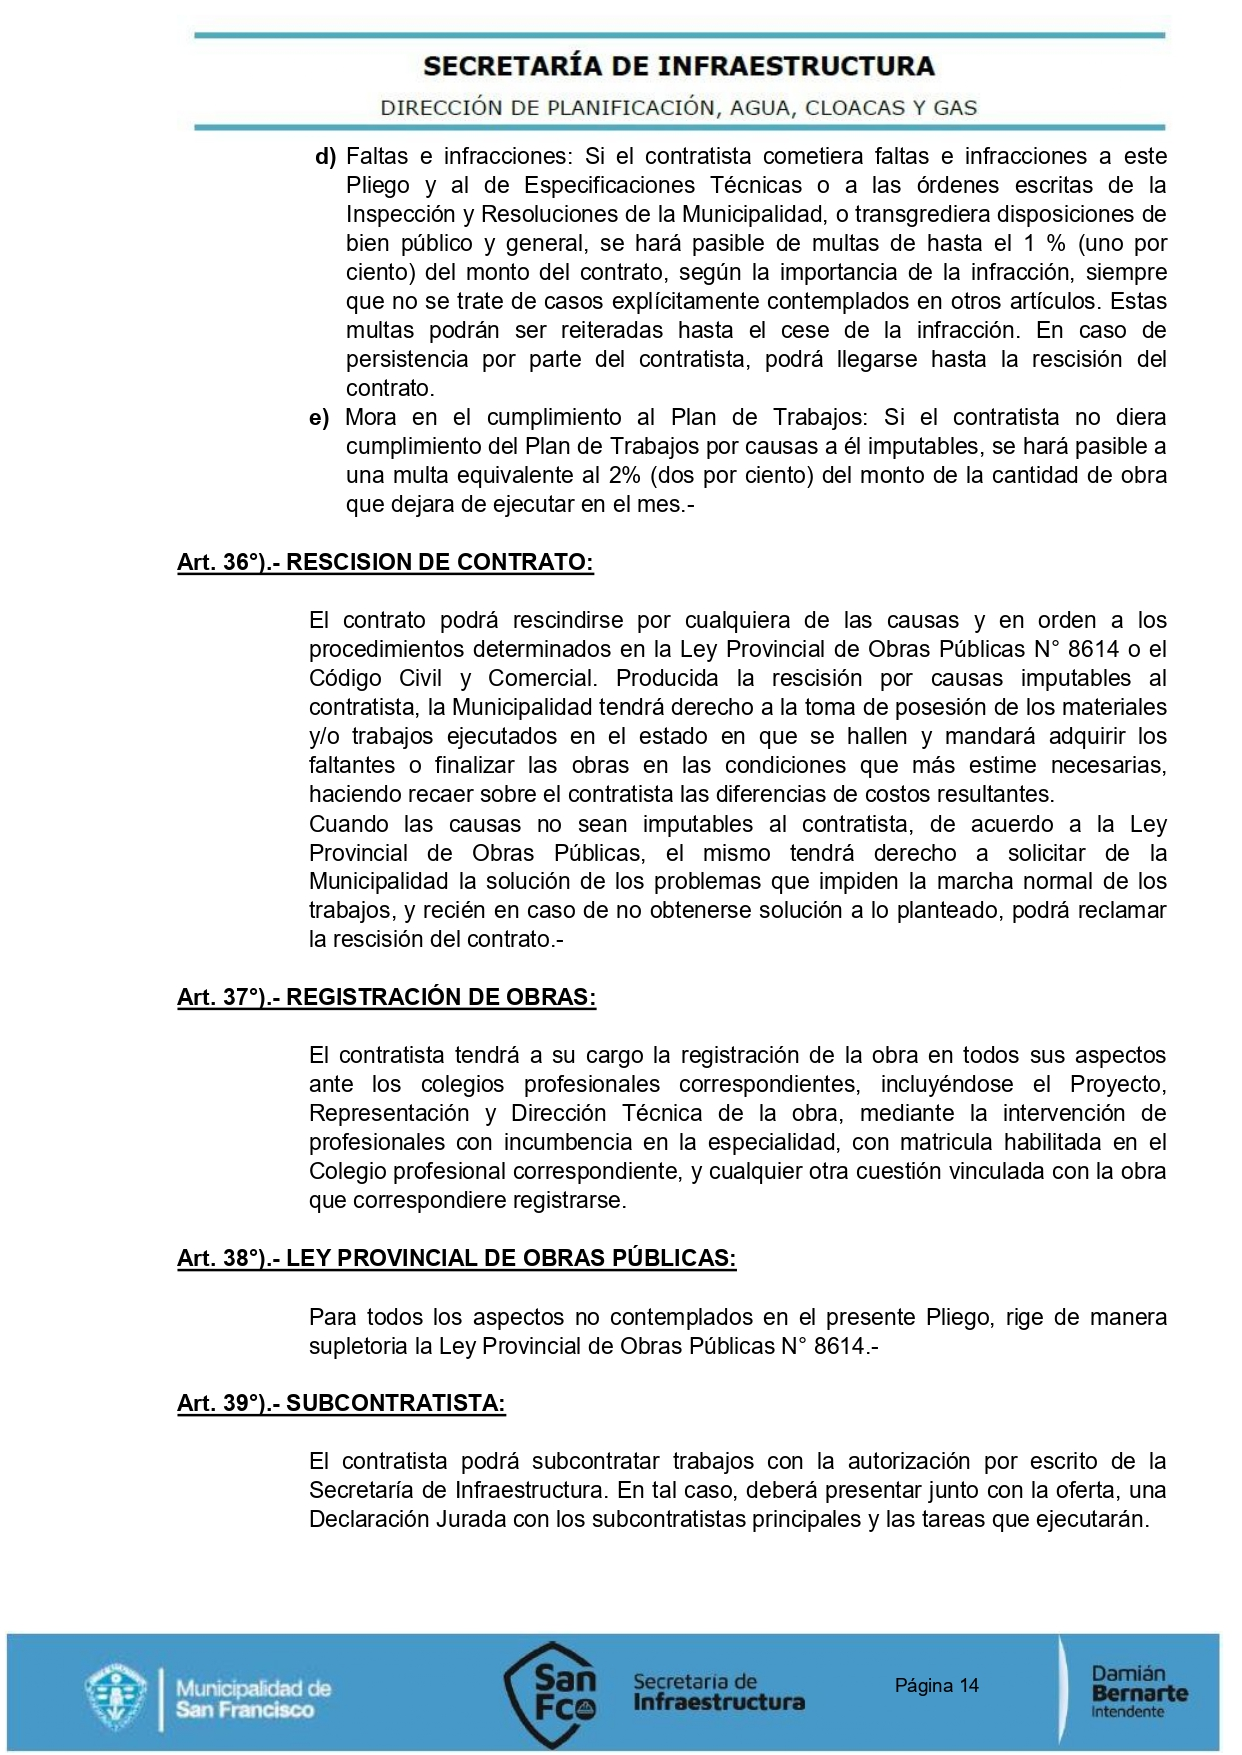 SECRETARÍA DE INFRAESTRUCTURA
DIRECCIÓN DE PLANIFICACIÓN, AGUA, CLOACAS Y GAS
d) Faltas e infracciones: Si el contratista cometiera faltas e infracciones a este
Pliego y al de Especificaciones Técnicas o a las órdenes escritas de la
Inspección y Resoluciones de la Municipalidad, o transgrediera disposiciones de
bien público y general, se hará pasible de multas de hasta el 1 % (uno por
ciento) del monto del contrato, según la importancia de la infracción, siempre
que no se trate de casos explícitamente contemplados en otros artículos. Estas
multas podrán ser reiteradas hasta el cese de la infracción. En caso de
persistencia por parte del contratista, podrá llegarse hasta la rescisión del
contrato.
e) Mora en el cumplimiento al Plan de Trabajos: Si el contratista no diera
cumplimiento del Plan de Trabajos por causas a él imputables, se hará pasible a
una multa equivalente al 2% (dos por ciento) del monto de la cantidad de obra
que dejara de ejecutar en el mes.-
Art. 36°).- RESCISION DE CONTRATO:
El contrato podrá rescindirse por cualquiera de las causas y en orden a los
procedimientos determinados en la Ley Provincial de Obras Públicas N° 8614 o el
Código Civil y Comercial. Producida la rescisión por causas imputables al
contratista, la Municipalidad tendrá derecho a la toma de posesión de los materiales
y/o trabajos ejecutados en el estado en que se hallen y mandará adquirir los
faltantes o finalizar las obras en las condiciones que más estime necesarias,
haciendo recaer sobre el contratista las diferencias de costos resultantes.
Cuando las causas no sean imputables al contratista, de acuerdo a la Ley
Provincial de Obras Públicas, el mismo tendrá derecho a solicitar de la
Municipalidad la solución de los problemas que impiden la marcha normal de los
trabajos, y recién en caso de no obtenerse solución a lo planteado, podrá reclamar
la rescisión del contrato.-
Art. 37°).- REGISTRACIÓN DE OBRAS:
El contratista tendrá a su cargo la registración de la obra en todos sus aspectos
ante los colegios profesionales correspondientes, incluyéndose el Proyecto,
Representación y Dirección Técnica de la obra, mediante la intervención de
profesionales con incumbencia en la especialidad, con matricula habilitada en el
Colegio profesional correspondiente, y cualquier otra cuestión vinculada con la obra
que correspondiere registrarse.
Art. 38°).- LEY PROVINCIAL DE OBRAS PÚBLICAS:
Para todos los aspectos no contemplados en el presente Pliego, rige de manera
supletoria la Ley Provincial de Obras Públicas N° 8614.-
Art. 39°).- SUBCONTRATISTA:
El contratista podrá subcontratar trabajos con la autorización por escrito de la
Secretaría de Infraestructura. En tal caso, deberá presentar junto con la oferta, una
Declaración Jurada con los subcontratistas principales y las tareas que ejecutarán.
Municipalidad de
San Francisco
San
Fco
Secretaría de
Infraestructura
Página 14
Damián
Bernarte
Intendente